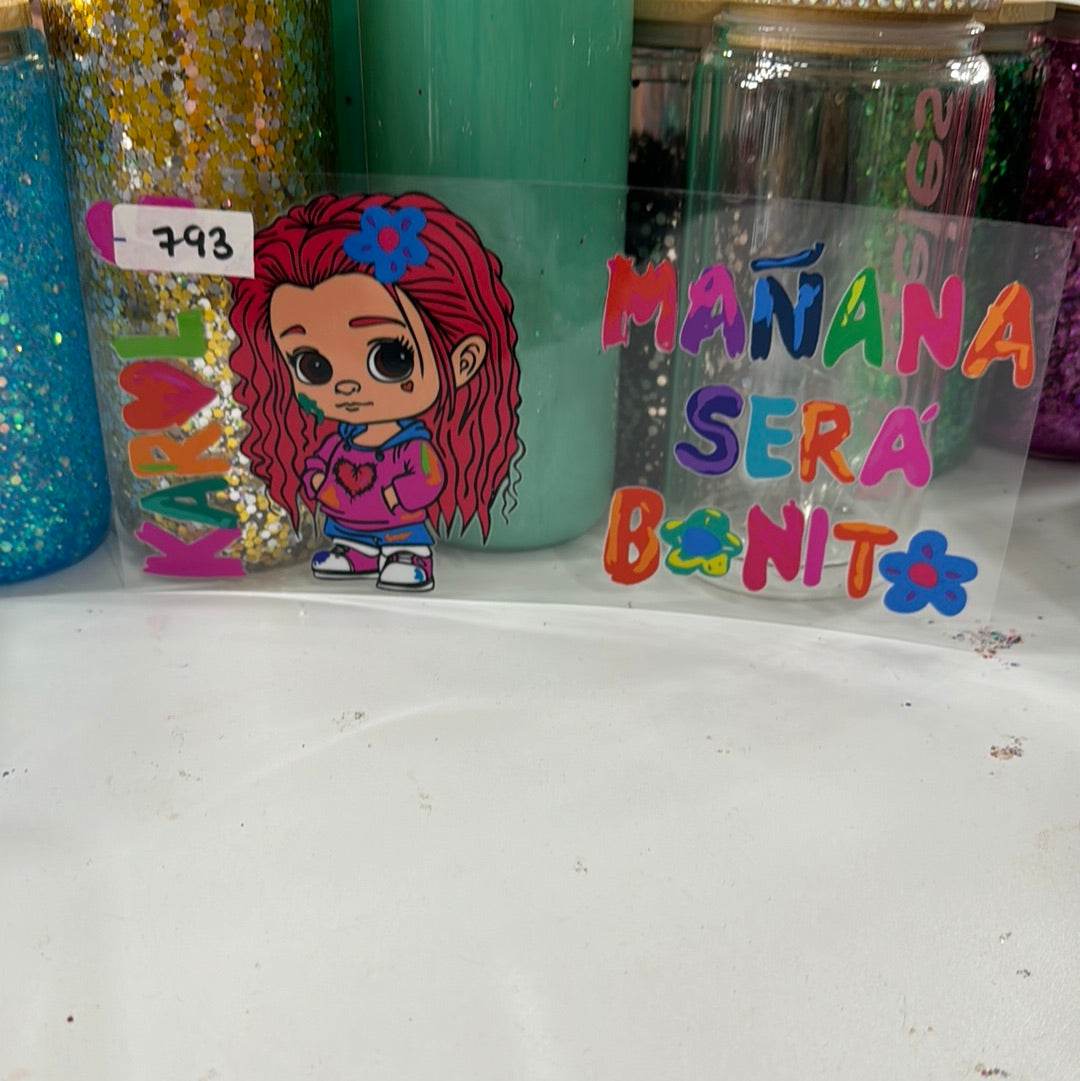 793
KAROL
MAÑANA
SERÁ
BONITO